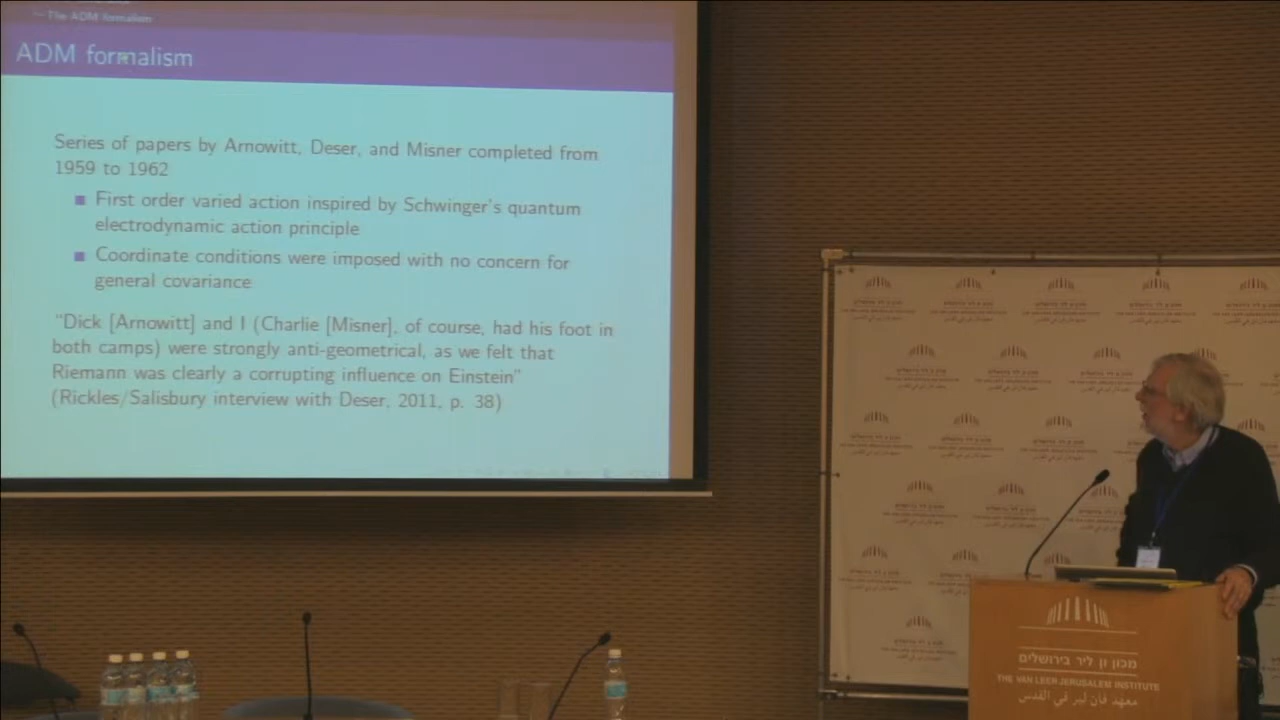 The ADM formalism
ADM formalism
Series of papers by Arnowitt, Deser, and Misner completed from
1959 to 1962
First order varied action inspired by Schwinger's quantum
electrodynamic action principle
Coordinate conditions were imposed with no concern for
general covariance
"Dick [Arnowitt] and I (Charlie [Misner], of course, had his foot in
both camps) were strongly anti-geometrical, as we felt that
Riemann was clearly a corrupting influence on Einstein"
(Rickles/Salisbury interview with Deser, 2011, p. 38)
מכון ון ליר בירושלים
THE VAN LEER JERUSALEM INSTITUTE
معهد فان لير في القدس